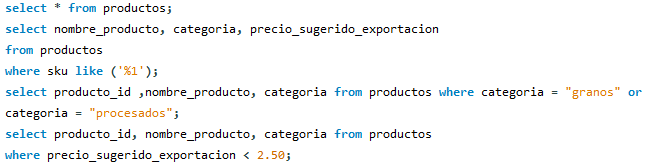 select * from productos;
select nombre_producto, categoria, precio_sugerido_exportacion
from productos
where sku like ('%1');
select producto_id ,nombre_producto, categoria from productos where categoria = "granos" or
categoria = "procesados";
select producto_id, nombre_producto, categoria from productos
where precio_sugerido_exportacion < 2.50;